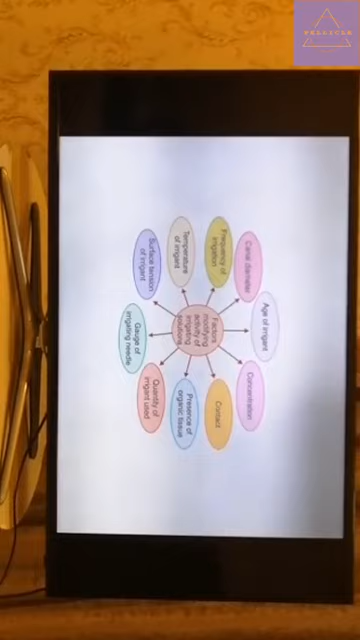 PELLICLE
Factors
modifying
activity of
irrigating
solutions
Age of irrigant
Concentration
Contact
Presence of
organic tissue
Quantity of
irrigant used
Gauge of
irrigating needle
Surface tension
of irrigant
Temperature
of irrigant
Frequency of
irrigation
Canal diameter